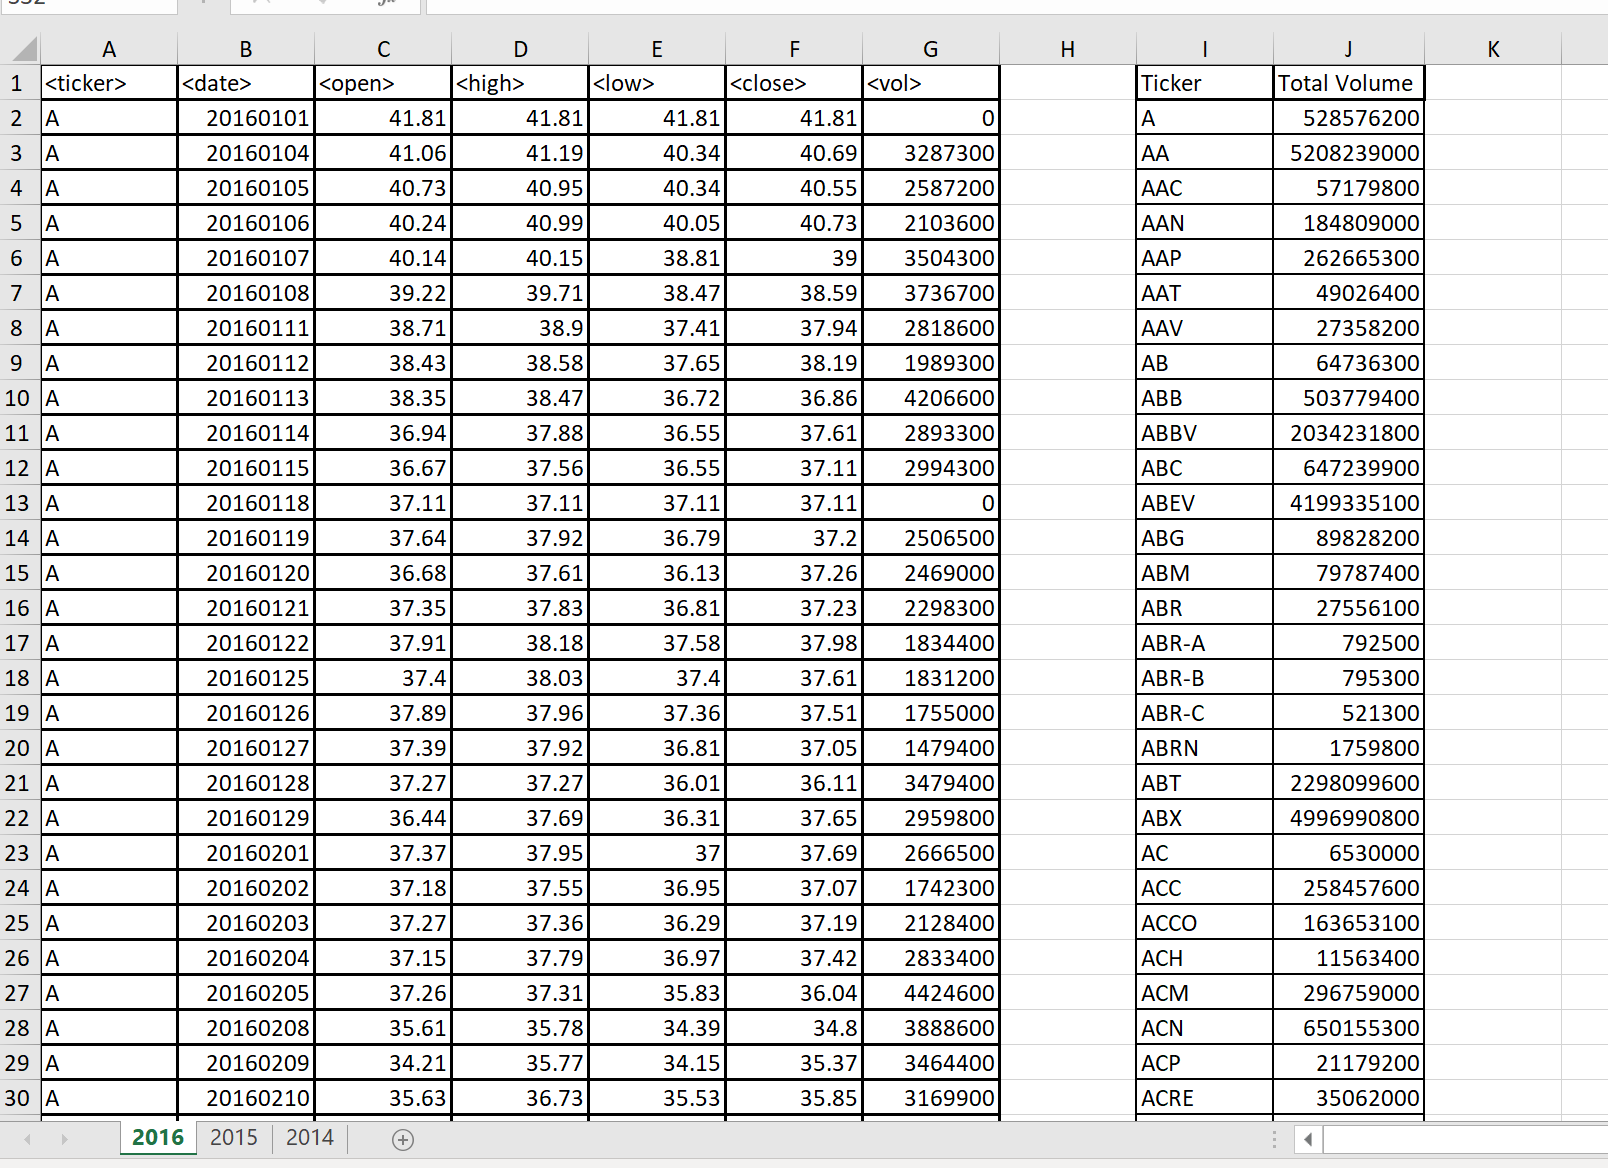 A B C D E F G H I J K
1 <ticker> <date> <open> <high> <low> <close> <vol> Ticker Total Volume
2 A 20160101 41.81 41.81 41.81 41.81 0 A 528576200
3 A 20160104 41.06 41.19 40.34 40.69 3287300 AA 5208239000
4 A 20160105 40.73 40.95 40.34 40.55 2587200 AAC 57179800
5 A 20160106 40.24 40.99 40.05 40.73 2103600 AAN 184809000
6 A 20160107 40.14 40.15 38.81 39 3504300 AAP 262665300
7 A 20160108 39.22 39.71 38.47 38.59 3736700 AAT 49026400
8 A 20160111 38.71 38.9 37.41 37.94 2818600 AAV 27358200
9 A 20160112 38.43 38.58 37.65 38.19 1989300 AB 64736300
10 A 20160113 38.35 38.47 36.72 36.86 4206600 ABB 503779400
11 A 20160114 36.94 37.88 36.55 37.61 2893300 ABBV 2034231800
12 A 20160115 36.67 37.56 36.55 37.11 2994300 ABC 647239900
13 A 20160118 37.11 37.11 37.11 37.11 0 ABEV 4199335100
14 A 20160119 37.64 37.92 36.79 37.2 2506500 ABG 89828200
15 A 20160120 36.68 37.61 36.13 37.26 2469000 ABM 79787400
16 A 20160121 37.35 37.83 36.81 37.23 2298300 ABR 27556100
17 A 20160122 37.91 38.18 37.58 37.98 1834400 ABR-A 792500
18 A 20160125 37.4 38.03 37.4 37.61 1831200 ABR-B 795300
19 A 20160126 37.89 37.96 37.36 37.51 1755000 ABR-C 521300
20 A 20160127 37.39 37.92 36.81 37.05 1479400 ABRN 1759800
21 A 20160128 37.27 37.27 36.01 36.11 3479400 ABT 2298099600
22 A 20160129 36.44 37.69 36.31 37.65 2959800 ABX 4996990800
23 A 20160201 37.37 37.95 37 37.69 2666500 AC 6530000
24 A 20160202 37.18 37.55 36.95 37.07 1742300 ACC 258457600
25 A 20160203 37.27 37.36 36.29 37.19 2128400 ACCO 163653100
26 A 20160204 37.15 37.79 36.97 37.42 2833400 ACH 11563400
27 A 20160205 37.26 37.31 35.83 36.04 4424600 ACM 296759000
28 A 20160208 35.61 35.78 34.39 34.8 3888600 ACN 650155300
29 A 20160209 34.21 35.77 34.15 35.37 3464400 ACP 21179200
30 A 20160210 35.63 36.73 35.53 35.85 3169900 ACRE 35062000
2016 2015 2014